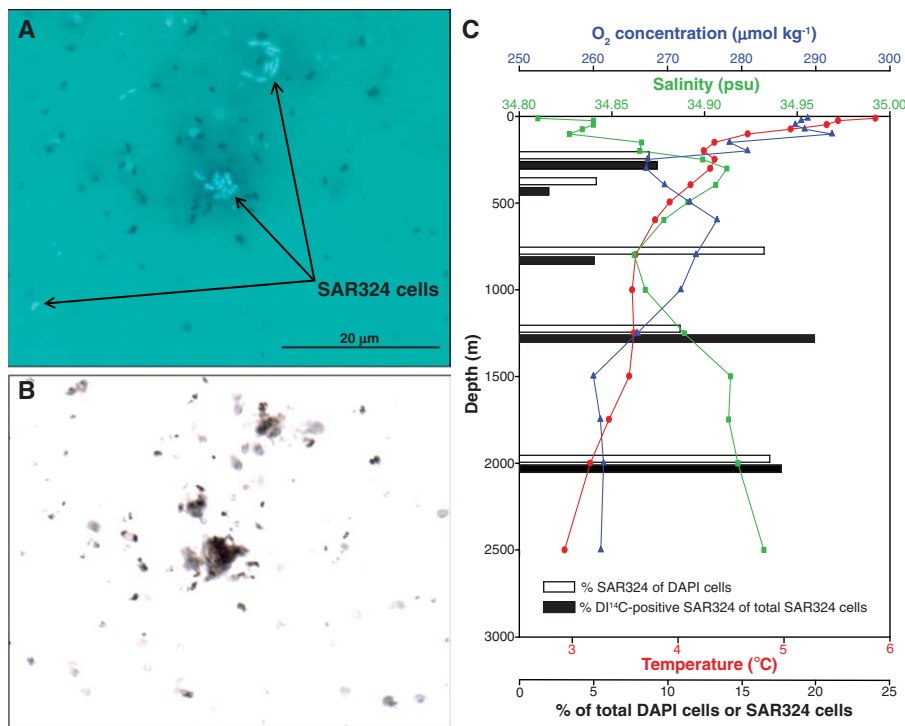 A
SAR324 cells
20 μm
B
C
O₂ concentration (μmol kg⁻¹)
250 260 270 280 290 300
Salinity (psu)
34.80 34.85 34.90 34.95 35.00
0
500
1000
1500
2000
2500
3000
Depth (m)
% SAR324 of DAPI cells
% DI¹⁴C-positive SAR324 of total SAR324 cells
3 4 5 6
Temperature (°C)
0 5 10 15 20 25
% of total DAPI cells or SAR324 cells